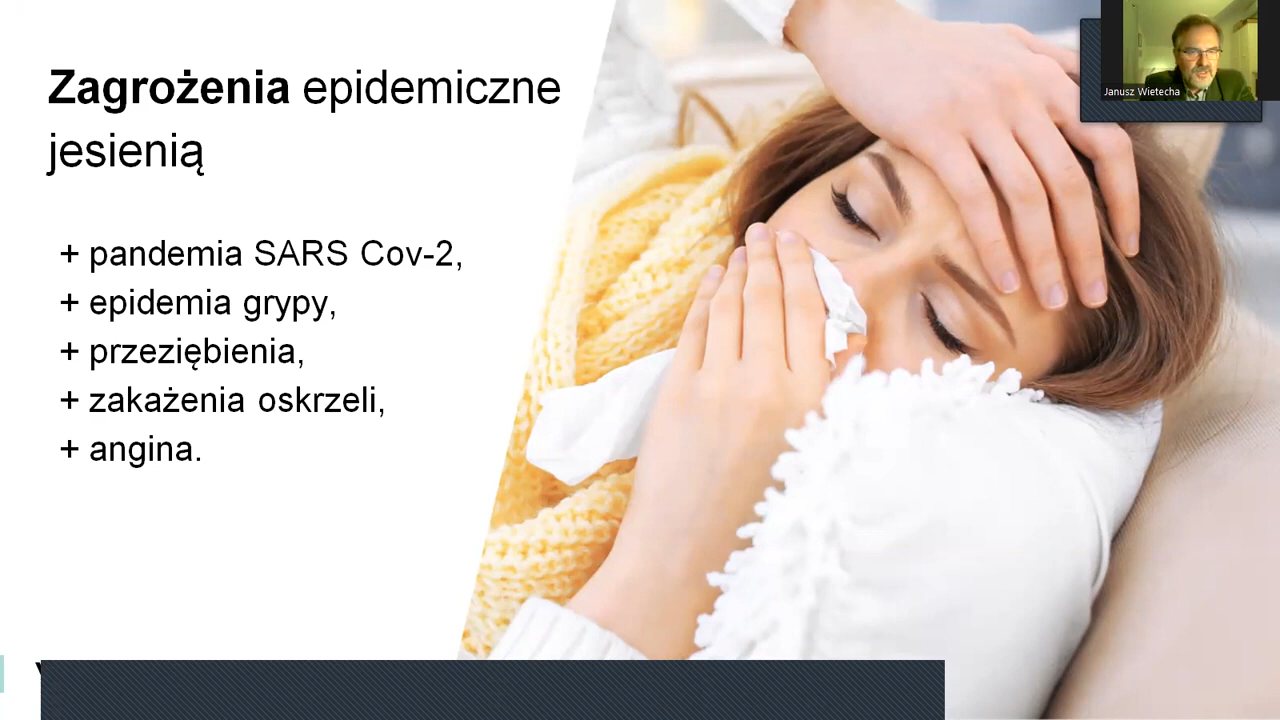 Zagrożenia epidemiczne
jesienią
+ pandemia SARS Cov-2,
+ epidemia grypy,
+ przeziębienia,
+ zakażenia oskrzeli,
+ angina.
Janusz Wietecha